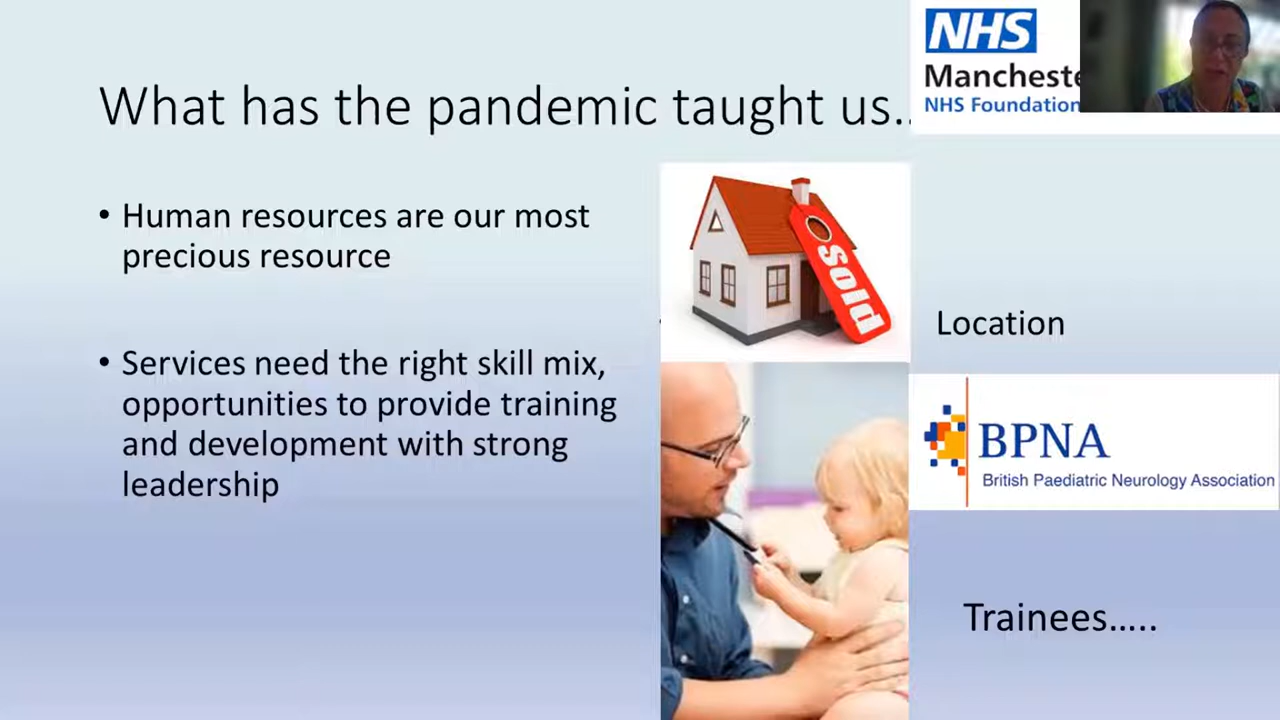 What has the pandemic taught us..
NHS
Manchester
NHS Foundation
• Human resources are our most
precious resource
• Services need the right skill mix,
opportunities to provide training
and development with strong
leadership
Sold
Location
BPNA
British Paediatric Neurology Association
Trainees…..